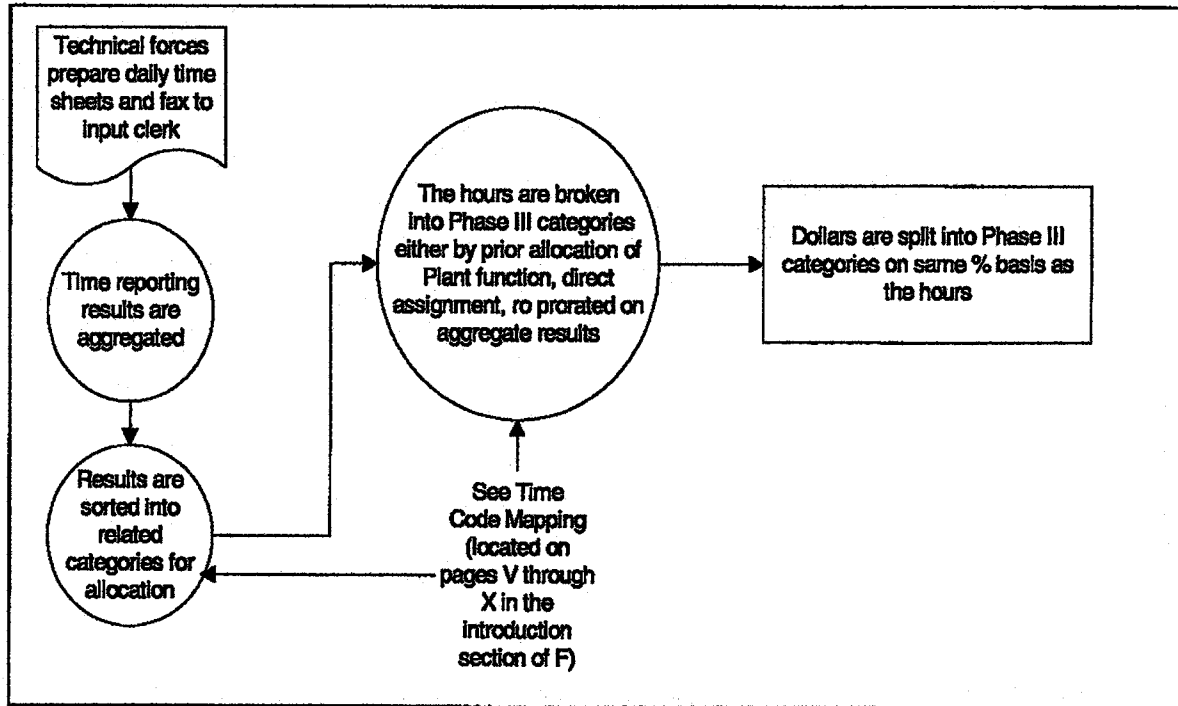 Technical forces
prepare daily time
sheets and fax to
input clerk
Time reporting
results are
aggregated
Results are
sorted into
related
categories for
allocation
The hours are broken
into Phase III categories
either by prior allocation of
Plant function, direct
assignment, ro prorated on
aggregate results
See Time
Code Mapping
(located on
pages V through
X in the
introduction
section of F)
Dollars are split into Phase III
categories on same % basis as
the hours